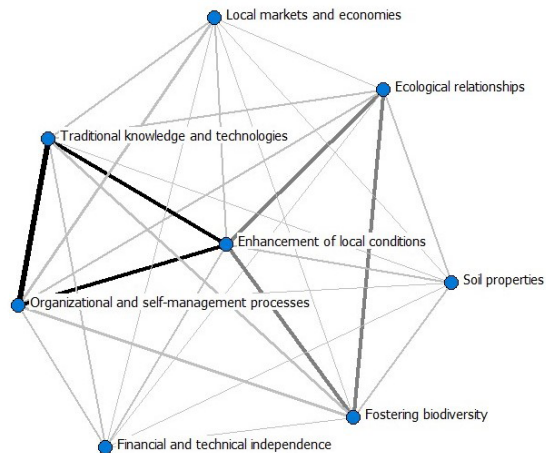 Local markets and economies
Ecological relationships
Traditional knowledge and technologies
Enhancement of local conditions
Soil properties
Organizational and self-management processes
Fostering biodiversity
Financial and technical independence